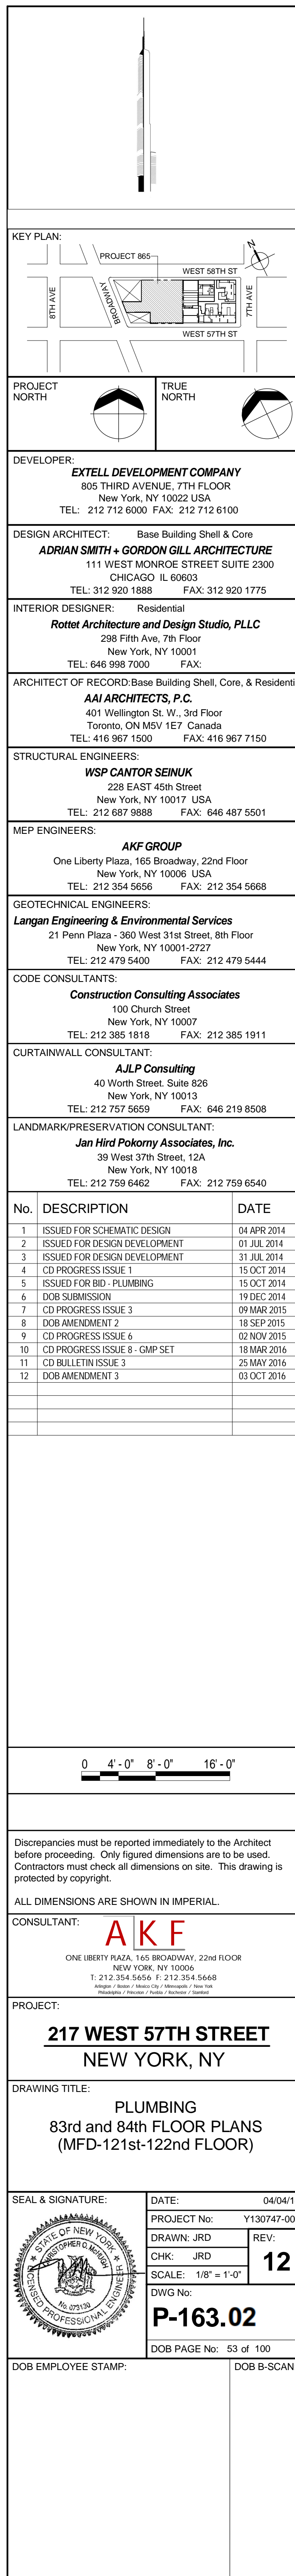 KEY PLAN:
N
PROJECT 865
WEST 58TH ST
8TH AVE
BROADWAY
7TH AVE
WEST 57TH ST
PROJECT
NORTH
TRUE
NORTH
DEVELOPER:
EXTELL DEVELOPMENT COMPANY
805 THIRD AVENUE, 7TH FLOOR
New York, NY 10022 USA
TEL: 212 712 6000 FAX: 212 712 6100
DESIGN ARCHITECT: Base Building Shell & Core
ADRIAN SMITH + GORDON GILL ARCHITECTURE
111 WEST MONROE STREET SUITE 2300
CHICAGO IL 60603
TEL: 312 920 1888 FAX: 312 920 1775
INTERIOR DESIGNER: Residential
Rottet Architecture and Design Studio, PLLC
298 Fifth Ave, 7th Floor
New York, NY 10001
TEL: 646 998 7000 FAX:
ARCHITECT OF RECORD:Base Building Shell, Core, & Residenti
AAI ARCHITECTS, P.C.
401 Wellington St. W., 3rd Floor
Toronto, ON M5V 1E7 Canada
TEL: 416 967 1500 FAX: 416 967 7150
STRUCTURAL ENGINEERS:
WSP CANTOR SEINUK
228 EAST 45th Street
New York, NY 10017 USA
TEL: 212 687 9888 FAX: 646 487 5501
MEP ENGINEERS:
AKF GROUP
One Liberty Plaza, 165 Broadway, 22nd Floor
New York, NY 10006 USA
TEL: 212 354 5656 FAX: 212 354 5668
GEOTECHNICAL ENGINEERS:
Langan Engineering & Environmental Services
21 Penn Plaza - 360 West 31st Street, 8th Floor
New York, NY 10001-2727
TEL: 212 479 5400 FAX: 212 479 5444
CODE CONSULTANTS:
Construction Consulting Associates
100 Church Street
New York, NY 10007
TEL: 212 385 1818 FAX: 212 385 1911
CURTAINWALL CONSULTANT:
AJLP Consulting
40 Worth Street. Suite 826
New York, NY 10013
TEL: 212 757 5659 FAX: 646 219 8508
LANDMARK/PRESERVATION CONSULTANT:
Jan Hird Pokorny Associates, Inc.
39 West 37th Street, 12A
New York, NY 10018
TEL: 212 759 6462 FAX: 212 759 6540
No. DESCRIPTION DATE
1 ISSUED FOR SCHEMATIC DESIGN 04 APR 2014
2 ISSUED FOR DESIGN DEVELOPMENT 01 JUL 2014
3 ISSUED FOR DESIGN DEVELOPMENT 31 JUL 2014
4 CD PROGRESS ISSUE 1 15 OCT 2014
5 ISSUED FOR BID - PLUMBING 15 OCT 2014
6 DOB SUBMISSION 19 DEC 2014
7 CD PROGRESS ISSUE 3 09 MAR 2015
8 DOB AMENDMENT 2 18 SEP 2015
9 CD PROGRESS ISSUE 6 02 NOV 2015
10 CD PROGRESS ISSUE 8 - GMP SET 18 MAR 2016
11 CD BULLETIN ISSUE 3 25 MAY 2016
12 DOB AMENDMENT 3 03 OCT 2016
0 4' - 0" 8' - 0" 16' - 0"
Discrepancies must be reported immediately to the Architect
before proceeding. Only figured dimensions are to be used.
Contractors must check all dimensions on site. This drawing is
protected by copyright.
ALL DIMENSIONS ARE SHOWN IN IMPERIAL.
CONSULTANT:
AKF
ONE LIBERTY PLAZA, 165 BROADWAY, 22nd FLOOR
NEW YORK, NY 10006
T: 212.354.5656 F: 212.354.5668
Arlington / Boston / Mexico City / Minneapolis / New York
Philadelphia / Princeton / Puebla / Rochester / Stamford
PROJECT:
217 WEST 57TH STREET
NEW YORK, NY
DRAWING TITLE:
PLUMBING
83rd and 84th FLOOR PLANS
(MFD-121st-122nd FLOOR)
SEAL & SIGNATURE:
STATE OF NEW YORK
CHRISTOPHER C. McHUGH
No. 073130
LICENSED PROFESSIONAL ENGINEER
DATE: 04/04/1
PROJECT No: Y130747-00
DRAWN: JRD
REV:
CHK: JRD
12
SCALE: 1/8" = 1'-0"
DWG No:
P-163.02
DOB PAGE No: 53 of 100
DOB EMPLOYEE STAMP:
DOB B-SCAN